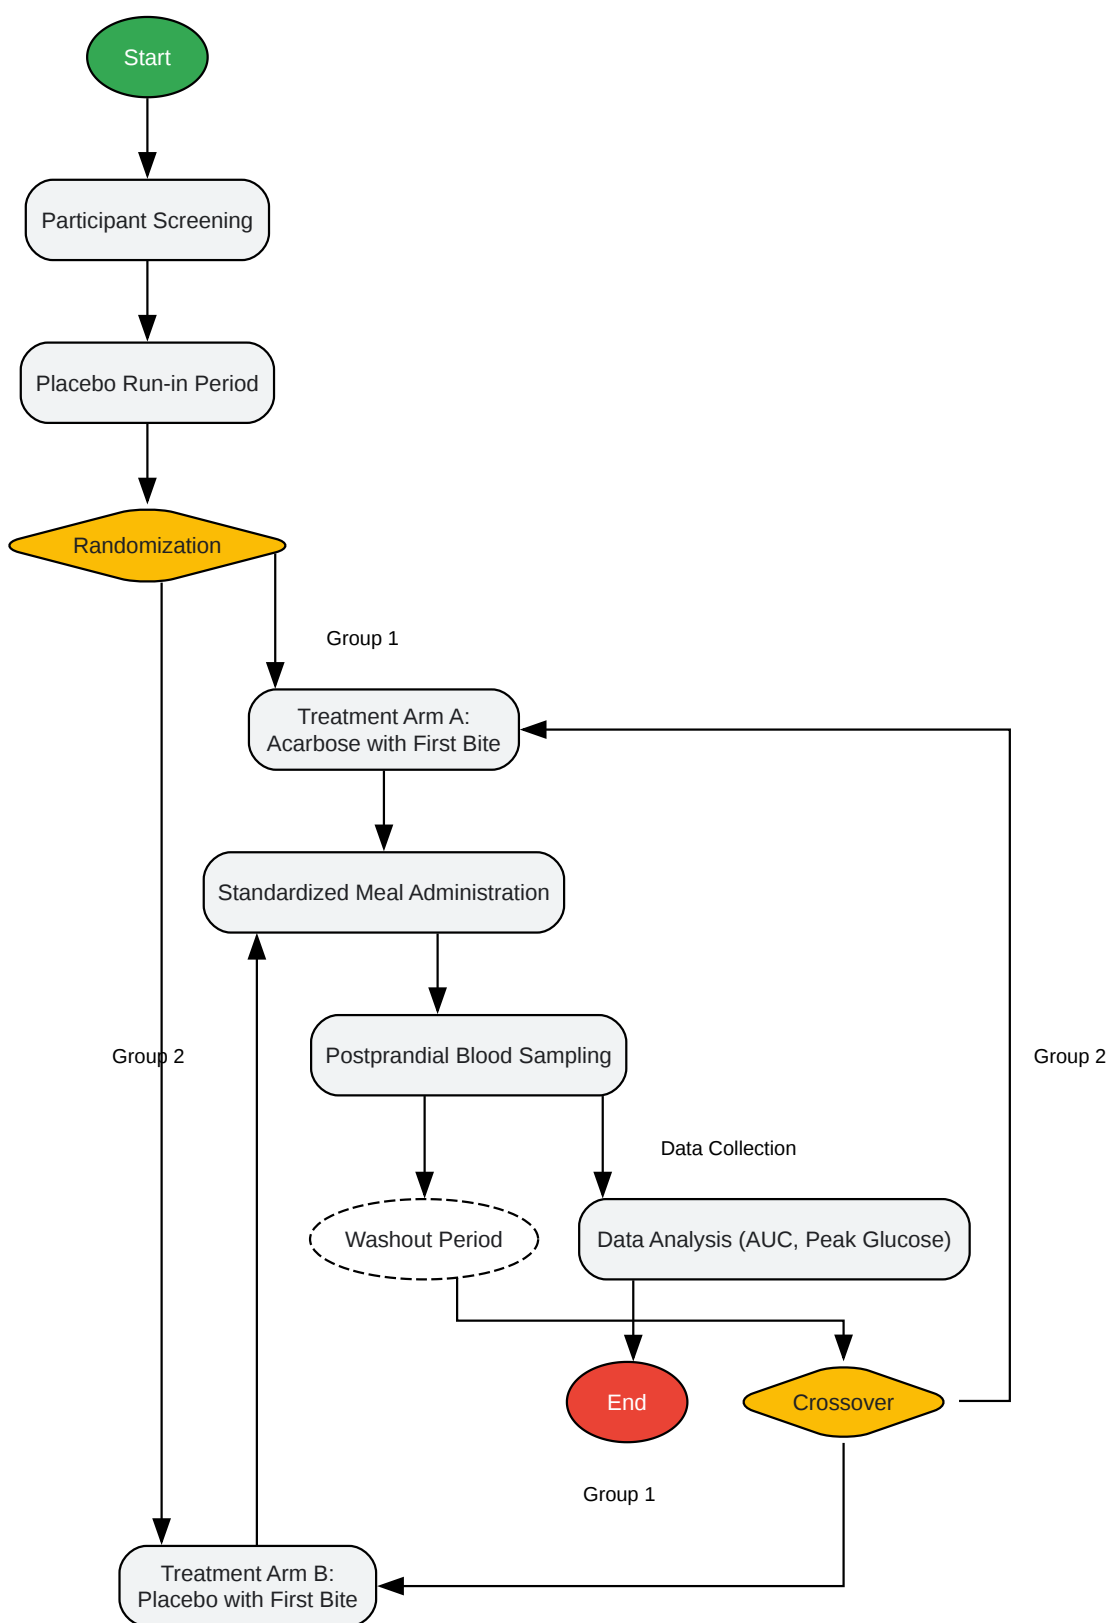 Start
Participant Screening
Placebo Run-in Period
Randomization
Group 1
Treatment Arm A:
Acarbose with First Bite
Standardized Meal Administration
Postprandial Blood Sampling
Group 2
Group 2
Data Collection
Washout Period
Data Analysis (AUC, Peak Glucose)
End
Crossover
Group 1
Treatment Arm B:
Placebo with First Bite